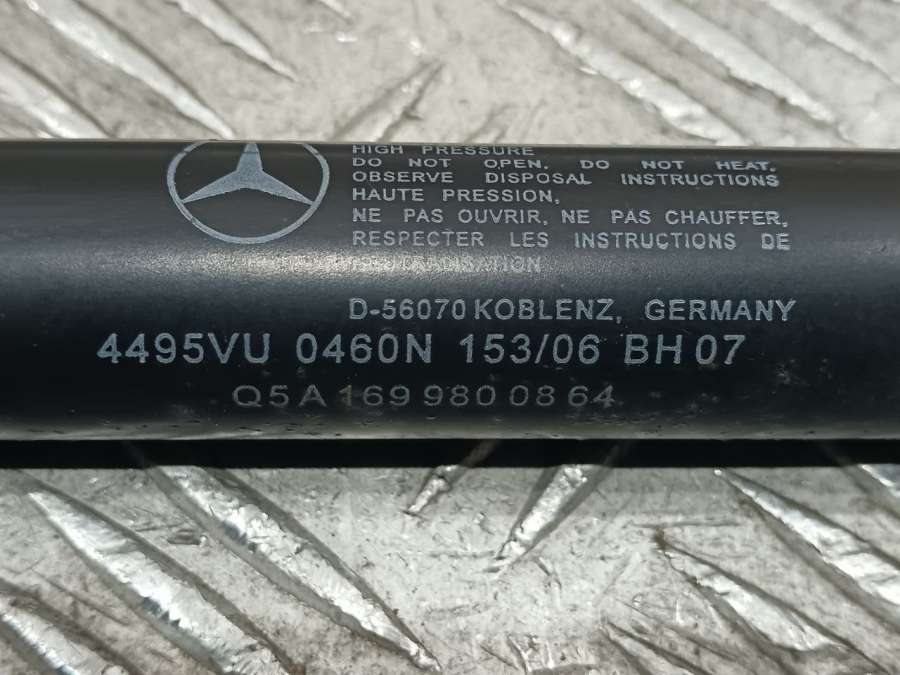 HIGH PRESSURE
DO NOT OPEN, DO NOT HEAT,
OBSERVE DISPOSAL INSTRUCTIONS
HAUTE PRESSION,
NE PAS OUVRIR, NE PAS CHAUFFER,
RESPECTER LES INSTRUCTIONS DE
D-56070 KOBLENZ, GERMANY
4495VU 0460N 153/06 BH07
Q5 A 169 980 08 64